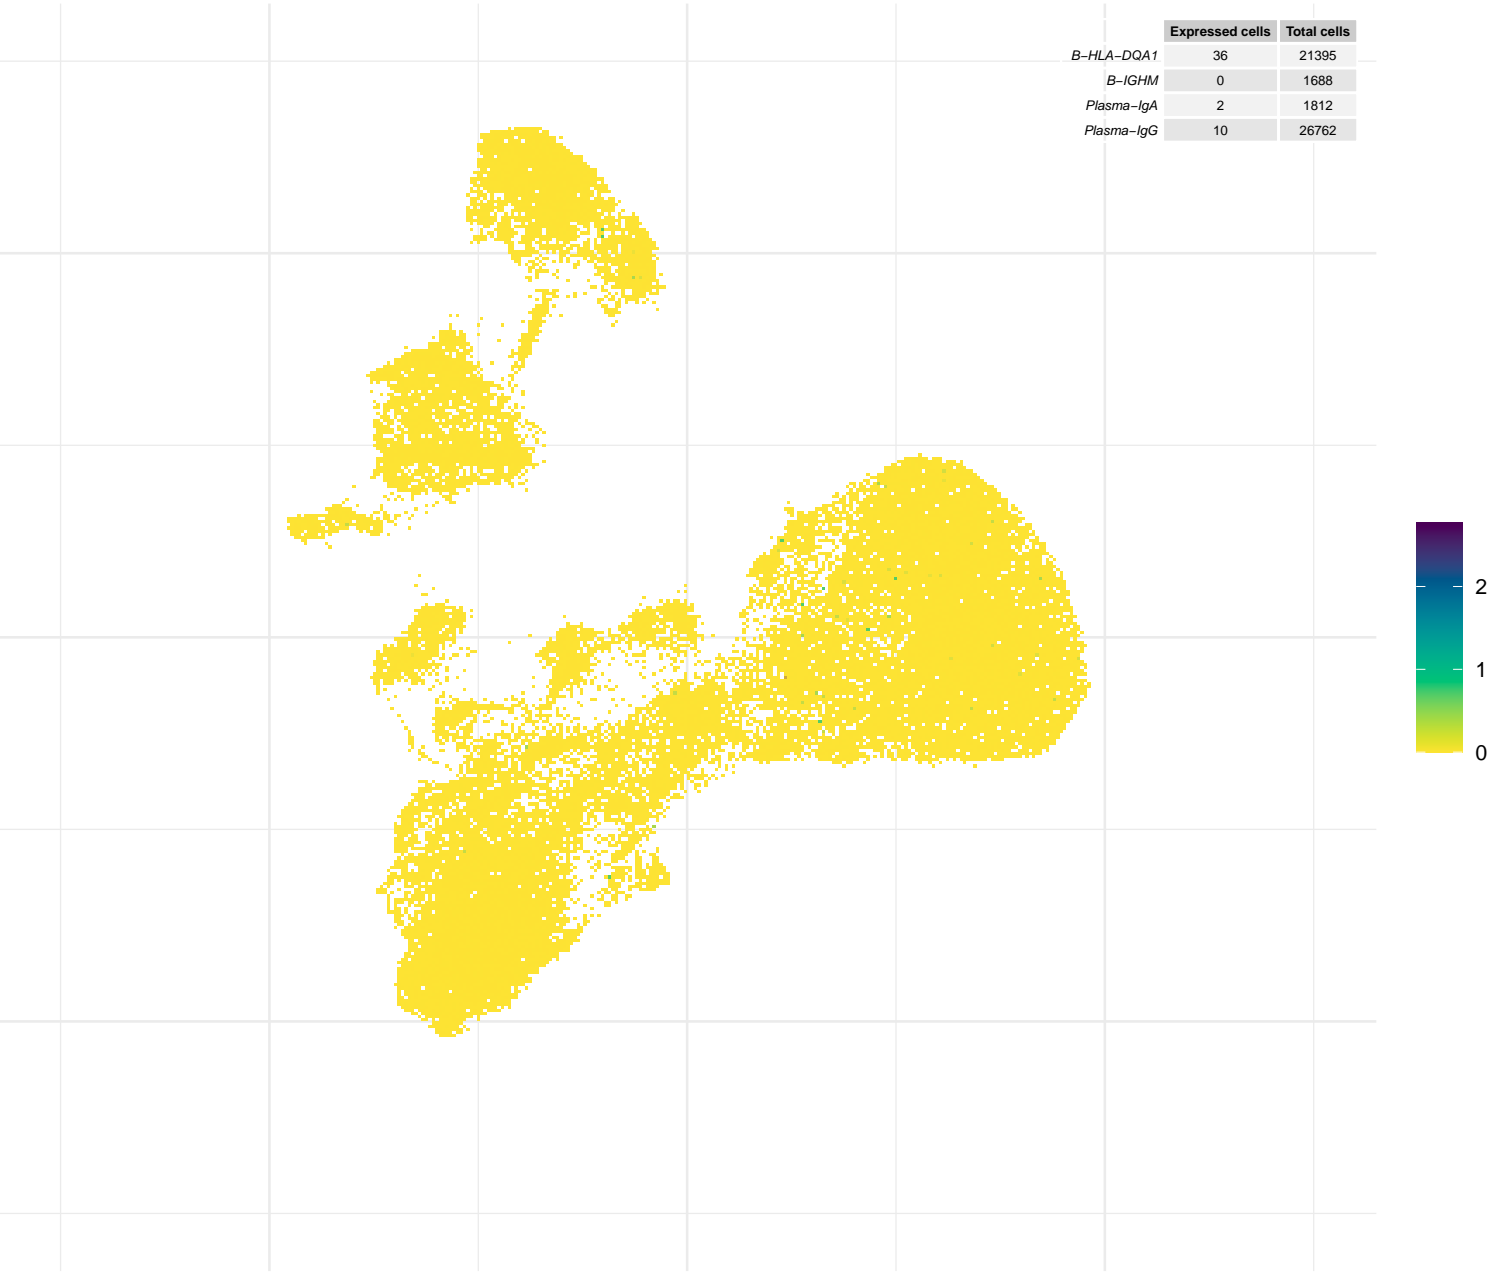 Expressed cells Total cells
B−HLA−DQA1 36 21395
B−IGHM 0 1688
Plasma−IgA 2 1812
Plasma−IgG 10 26762
2
1
0